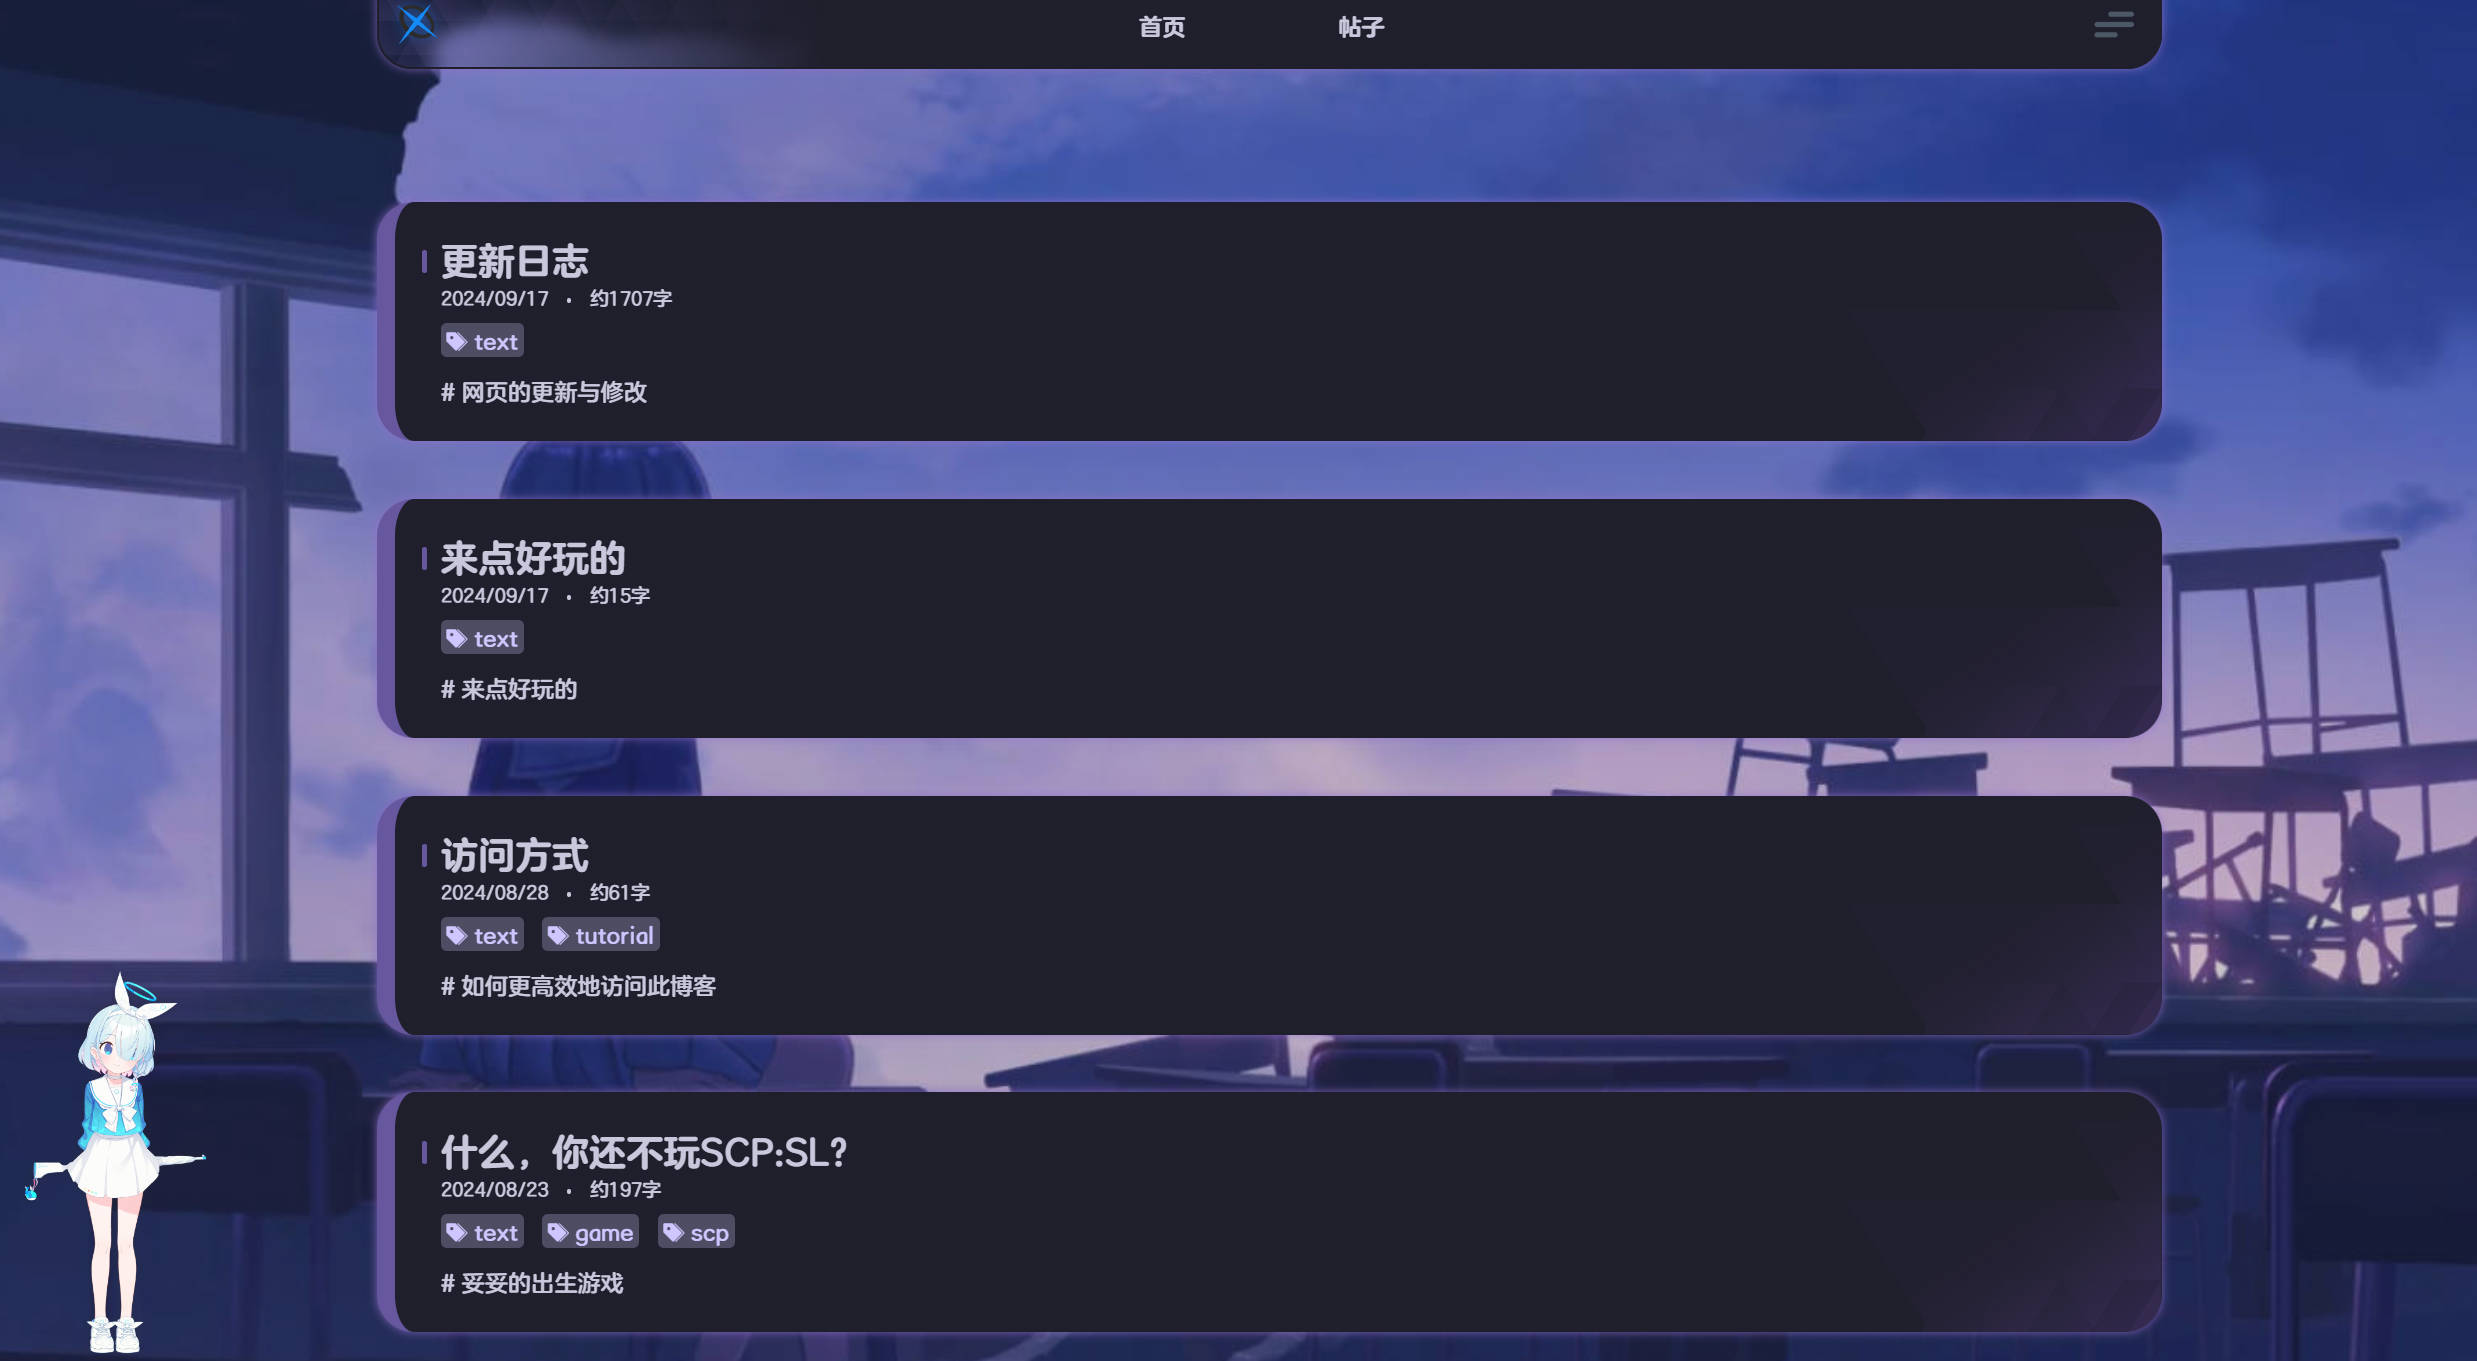 首页 帖子
更新日志
2024/09/17 • 约1707字
text
# 网页的更新与修改
来点好玩的
2024/09/17 • 约15字
text
# 来点好玩的
访问方式
2024/08/28 • 约61字
text tutorial
# 如何更高效地访问此博客
什么，你还不玩SCP:SL?
2024/08/23 • 约197字
text game scp
# 妥妥的出生游戏